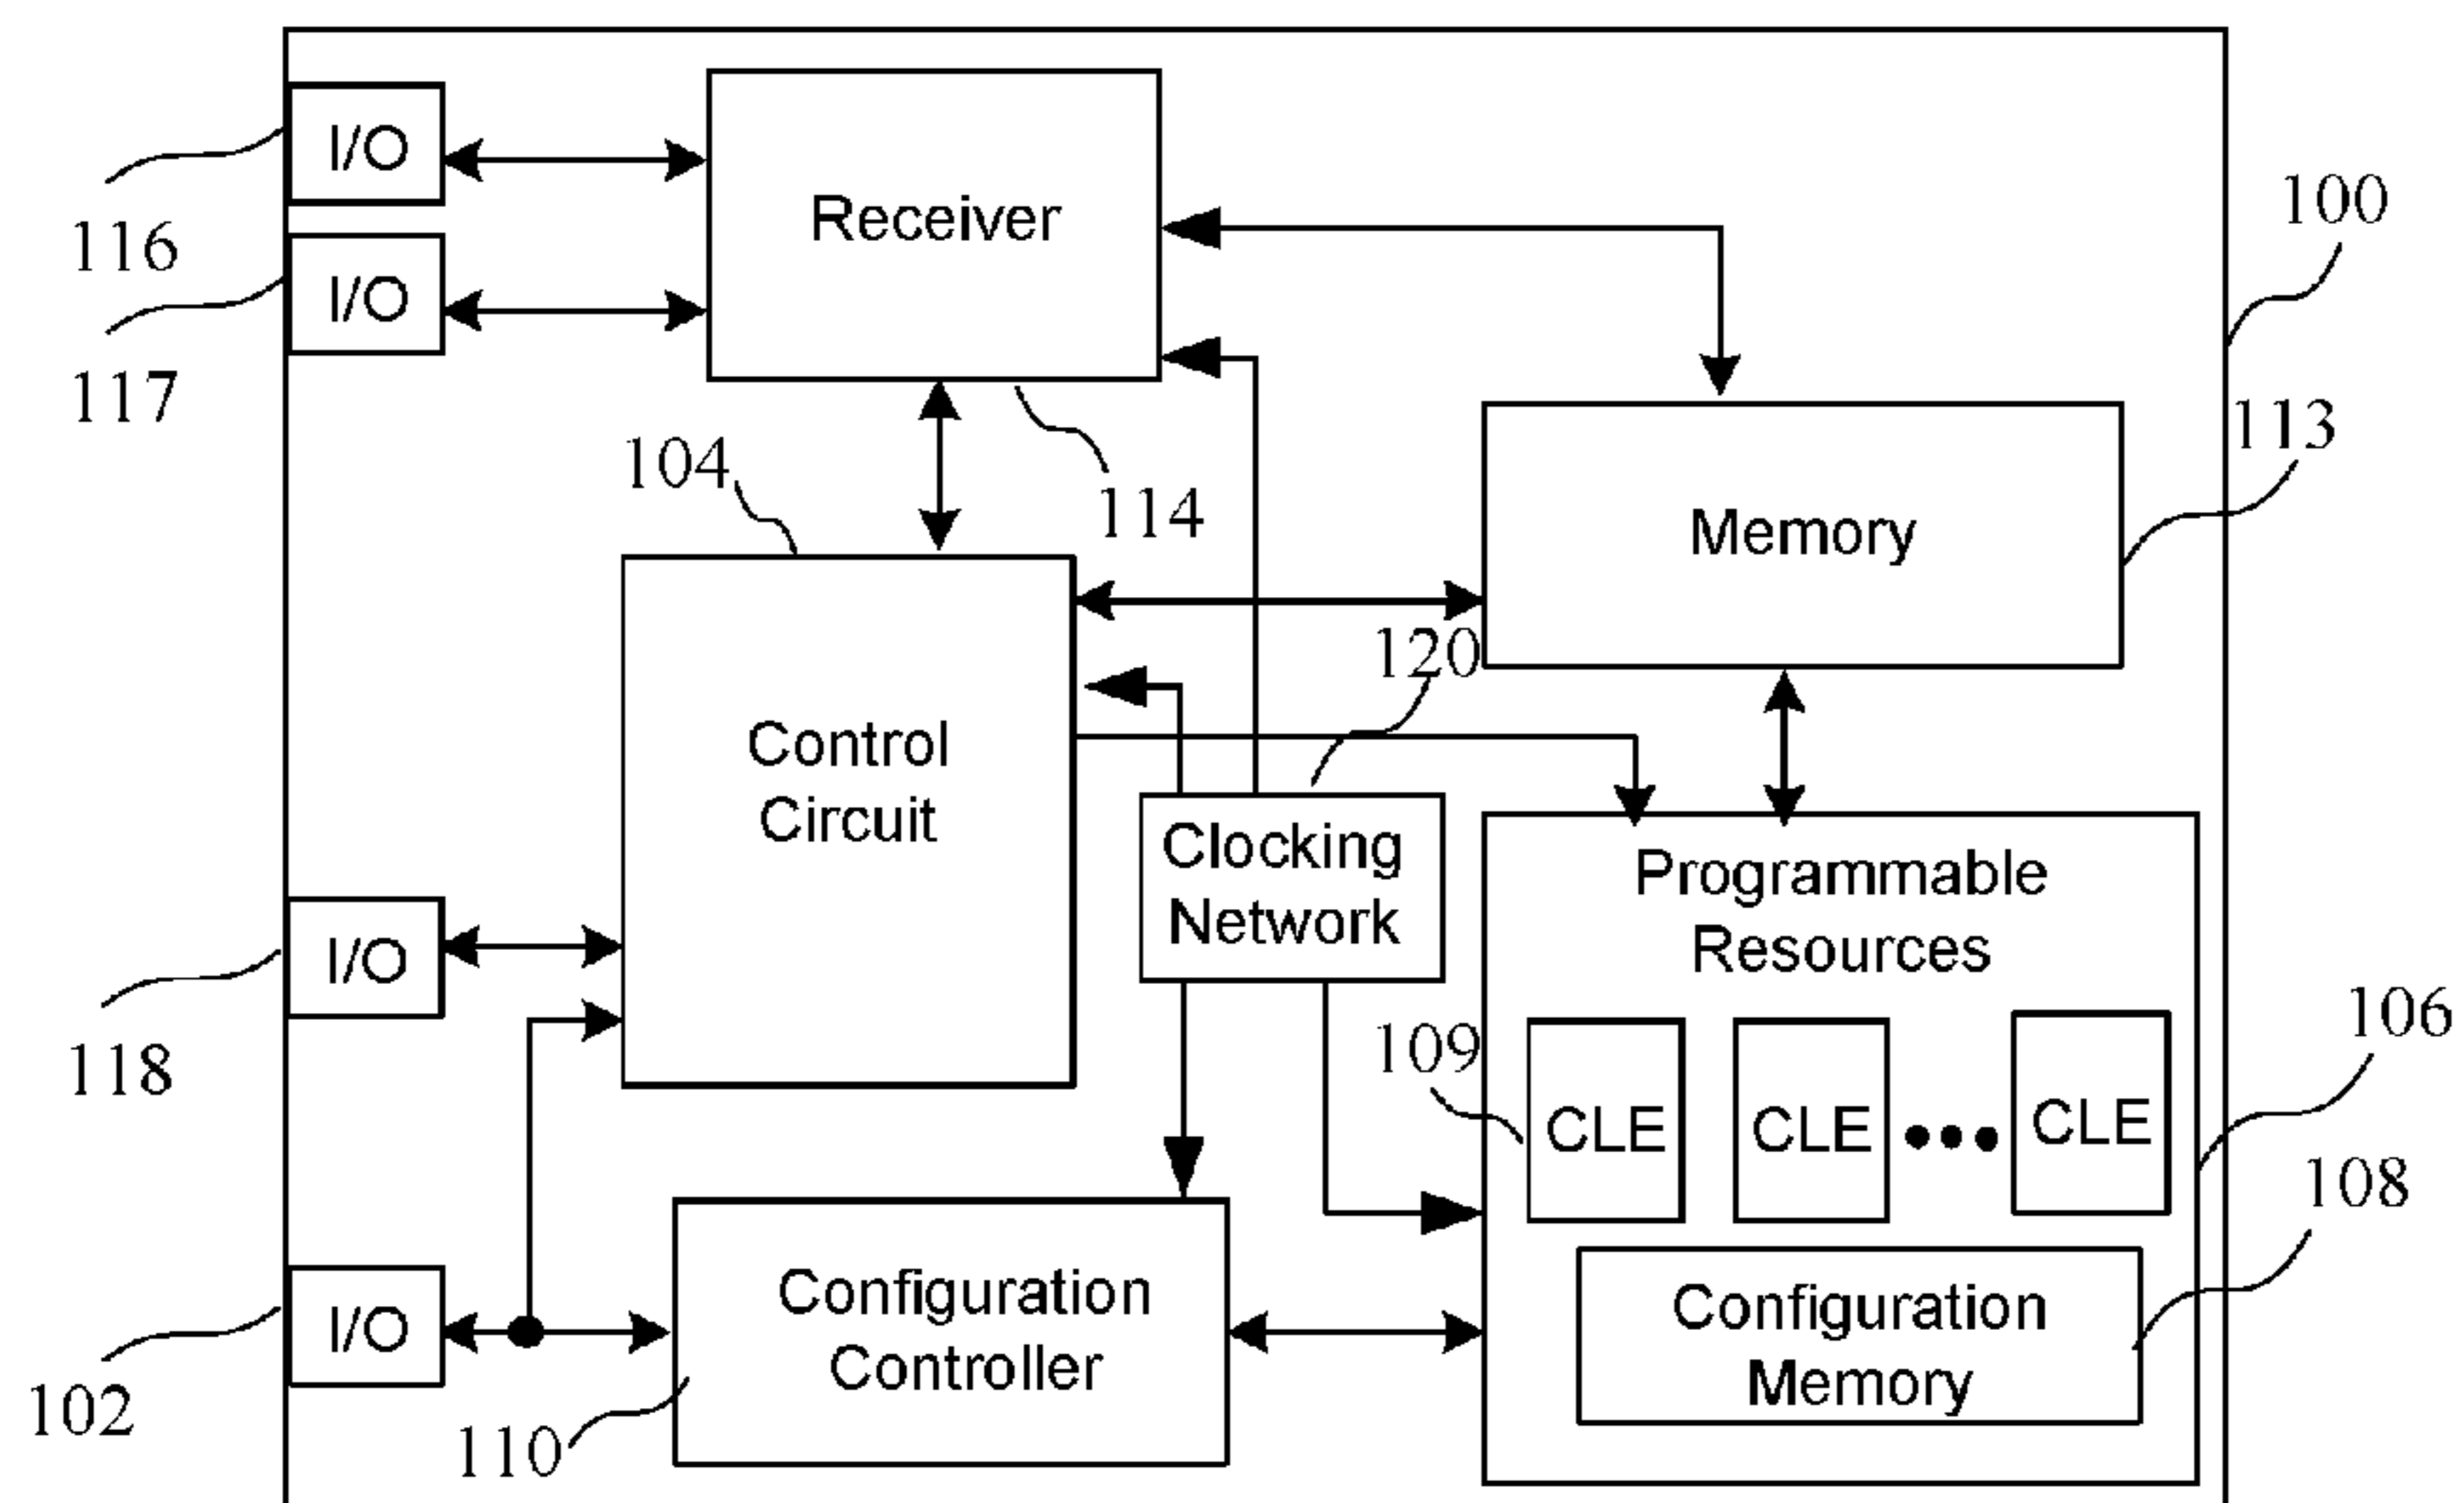 I/O
Receiver
100
116
I/O
117
113
104
114
Memory
120
Control
Circuit
Clocking
Network
Programmable
Resources
I/O
118
109
106
CLE
CLE
CLE
108
Configuration
Controller
I/O
Configuration
Memory
102
110